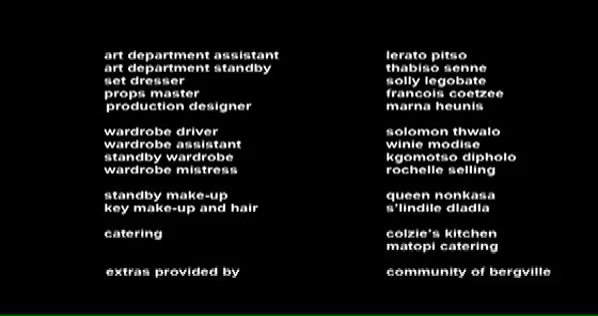 art department assistant lerato pitso
art department standby thabiso senne
set dresser solly legobate
props master francois coetzee
production designer marna heunis
wardrobe driver solomon thwalo
wardrobe assistant winie modise
standby wardrobe kgomotso dipholo
wardrobe mistress rochelle selling
standby make-up queen nonkasa
key make-up and hair s'lindile dladla
catering colzie's kitchen
matopi catering
extras provided by community of bergville